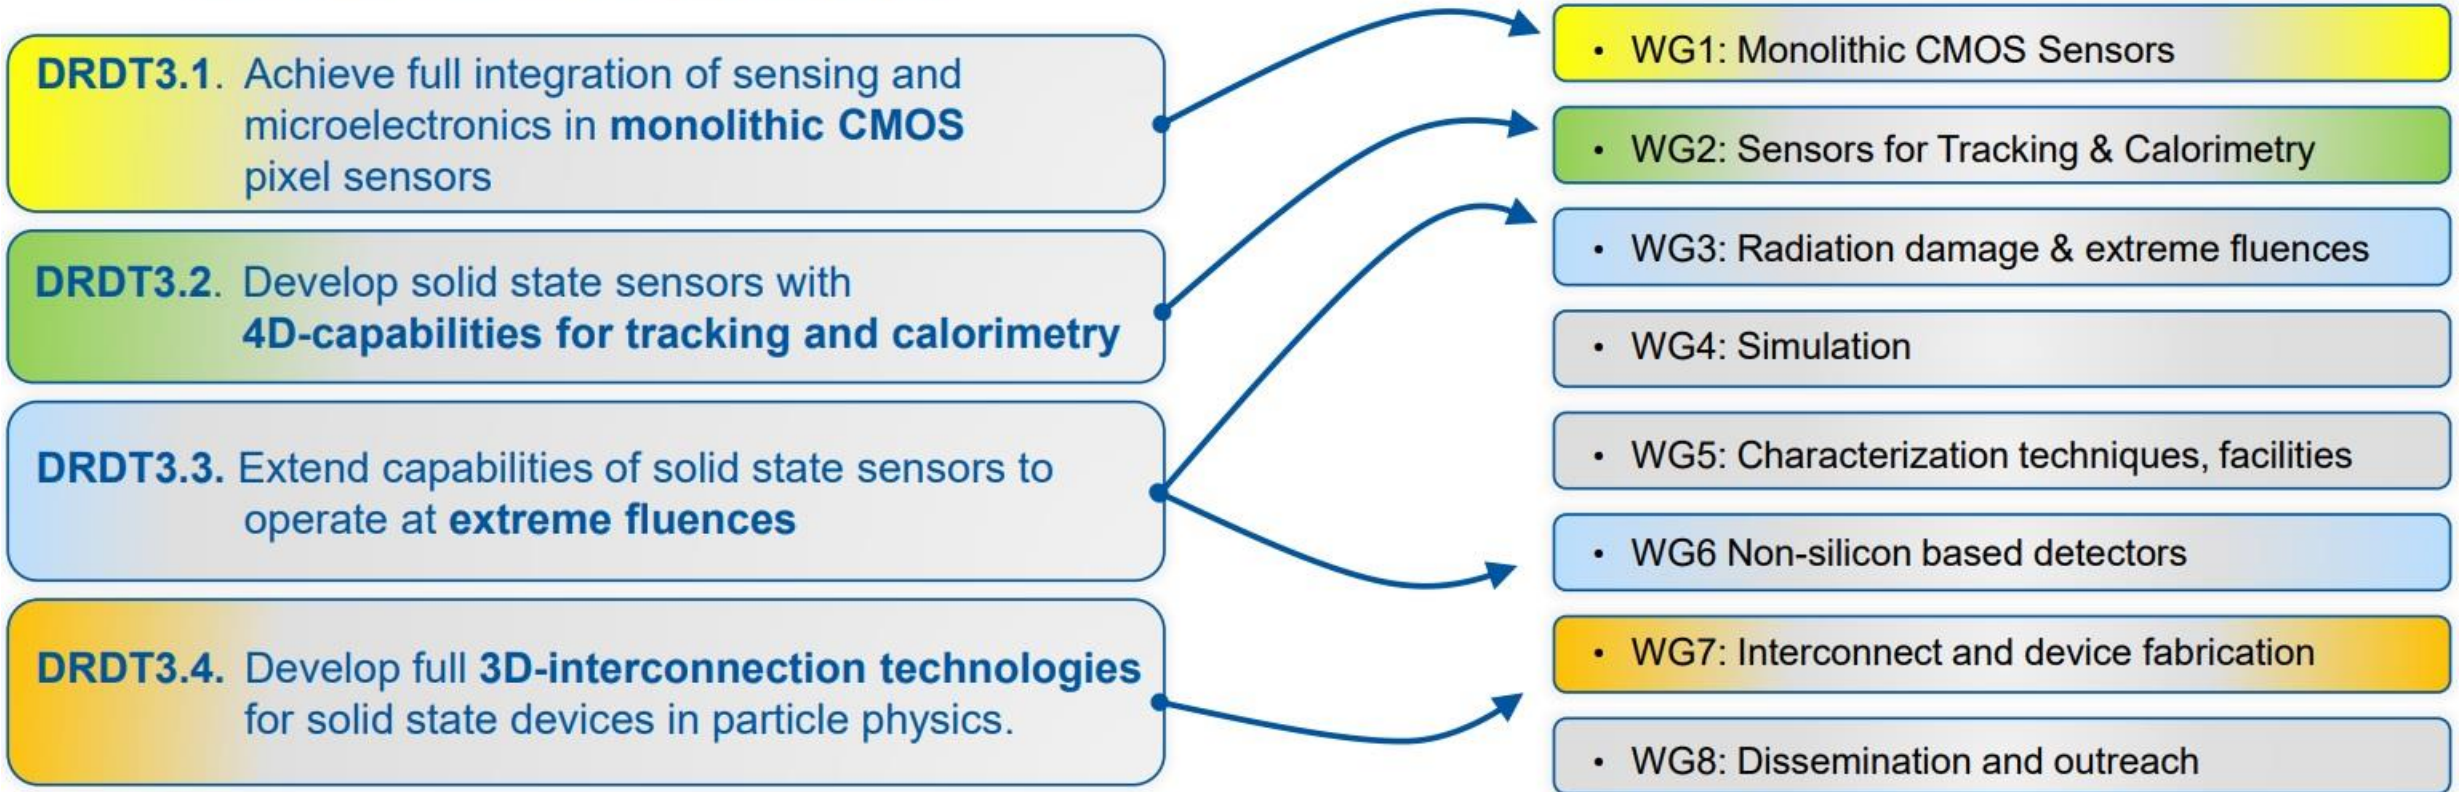 DRDT3.1. Achieve full integration of sensing and
microelectronics in monolithic CMOS
pixel sensors
DRDT3.2. Develop solid state sensors with
4D-capabilities for tracking and calorimetry
DRDT3.3. Extend capabilities of solid state sensors to
operate at extreme fluences
DRDT3.4. Develop full 3D-interconnection technologies
for solid state devices in particle physics.
• WG1: Monolithic CMOS Sensors
• WG2: Sensors for Tracking & Calorimetry
• WG3: Radiation damage & extreme fluences
• WG4: Simulation
• WG5: Characterization techniques, facilities
• WG6 Non-silicon based detectors
• WG7: Interconnect and device fabrication
• WG8: Dissemination and outreach